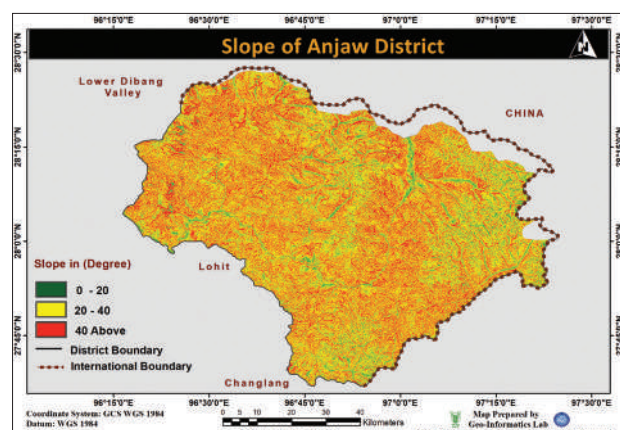 96°15'0"E 96°30'0"E 96°45'0"E 97°0'0"E 97°15'0"E 97°30'0"E
Slope of Anjaw District
N
Lower Dibang
Valley
CHINA
28°15'0"N
28°0'0"N
Lohit
Slope in (Degree)
0 - 20
20 - 40
40 Above
27°45'0"N
District Boundary
International Boundary
Changlang
96°15'0"E 96°30'0"E 96°45'0"E 97°0'0"E 97°15'0"E 97°30'0"E
Coordinate System: GCS WGS 1984
Datum: WGS 1984
0 5 10 20 30 40
Kilometers
Map Prepared by
Geo-Informatics Lab